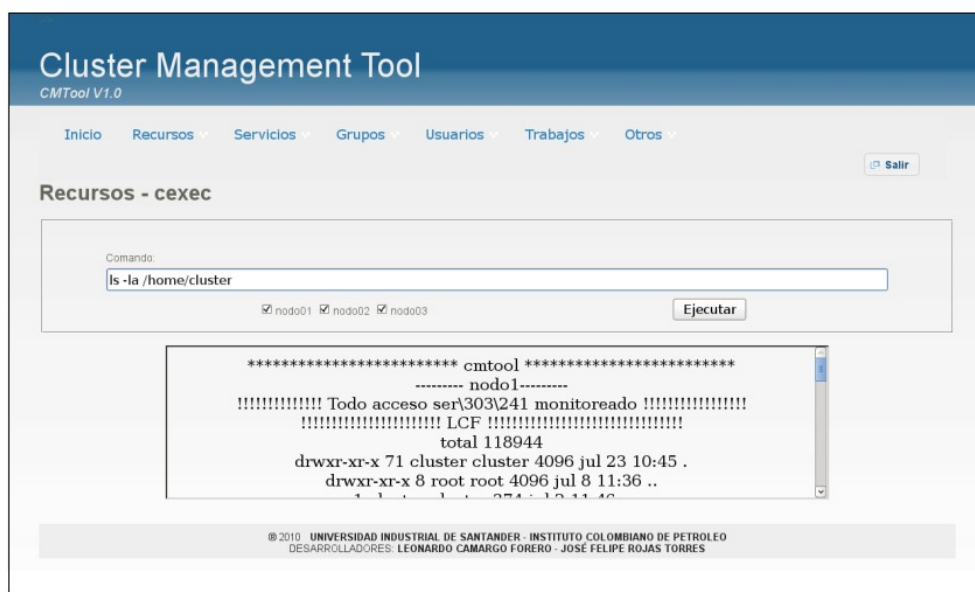 Cluster Management Tool
CMTool V1.0
Inicio Recursos Servicios Grupos Usuarios Trabajos Otros
Salir
Recursos - cexec
Comando:
ls -la /home/cluster
nodo01 nodo02 nodo03 Ejecutar
************************* cmtool *************************
--------- nodo1---------
!!!!!!!!!!!!!! Todo acceso ser\303\241 monitoreado !!!!!!!!!!!!!!!!!
!!!!!!!!!!!!!!!!!!!!!!! LCF !!!!!!!!!!!!!!!!!!!!!!!!!!!!!!!!
total 118944
drwxr-xr-x 71 cluster cluster 4096 jul 23 10:45 .
drwxr-xr-x 8 root root 4096 jul 8 11:36 ..
® 2010 UNIVERSIDAD INDUSTRIAL DE SANTANDER - INSTITUTO COLOMBIANO DE PETROLEO
DESARROLLADORES: LEONARDO CAMARGO FORERO - JOSÉ FELIPE ROJAS TORRES